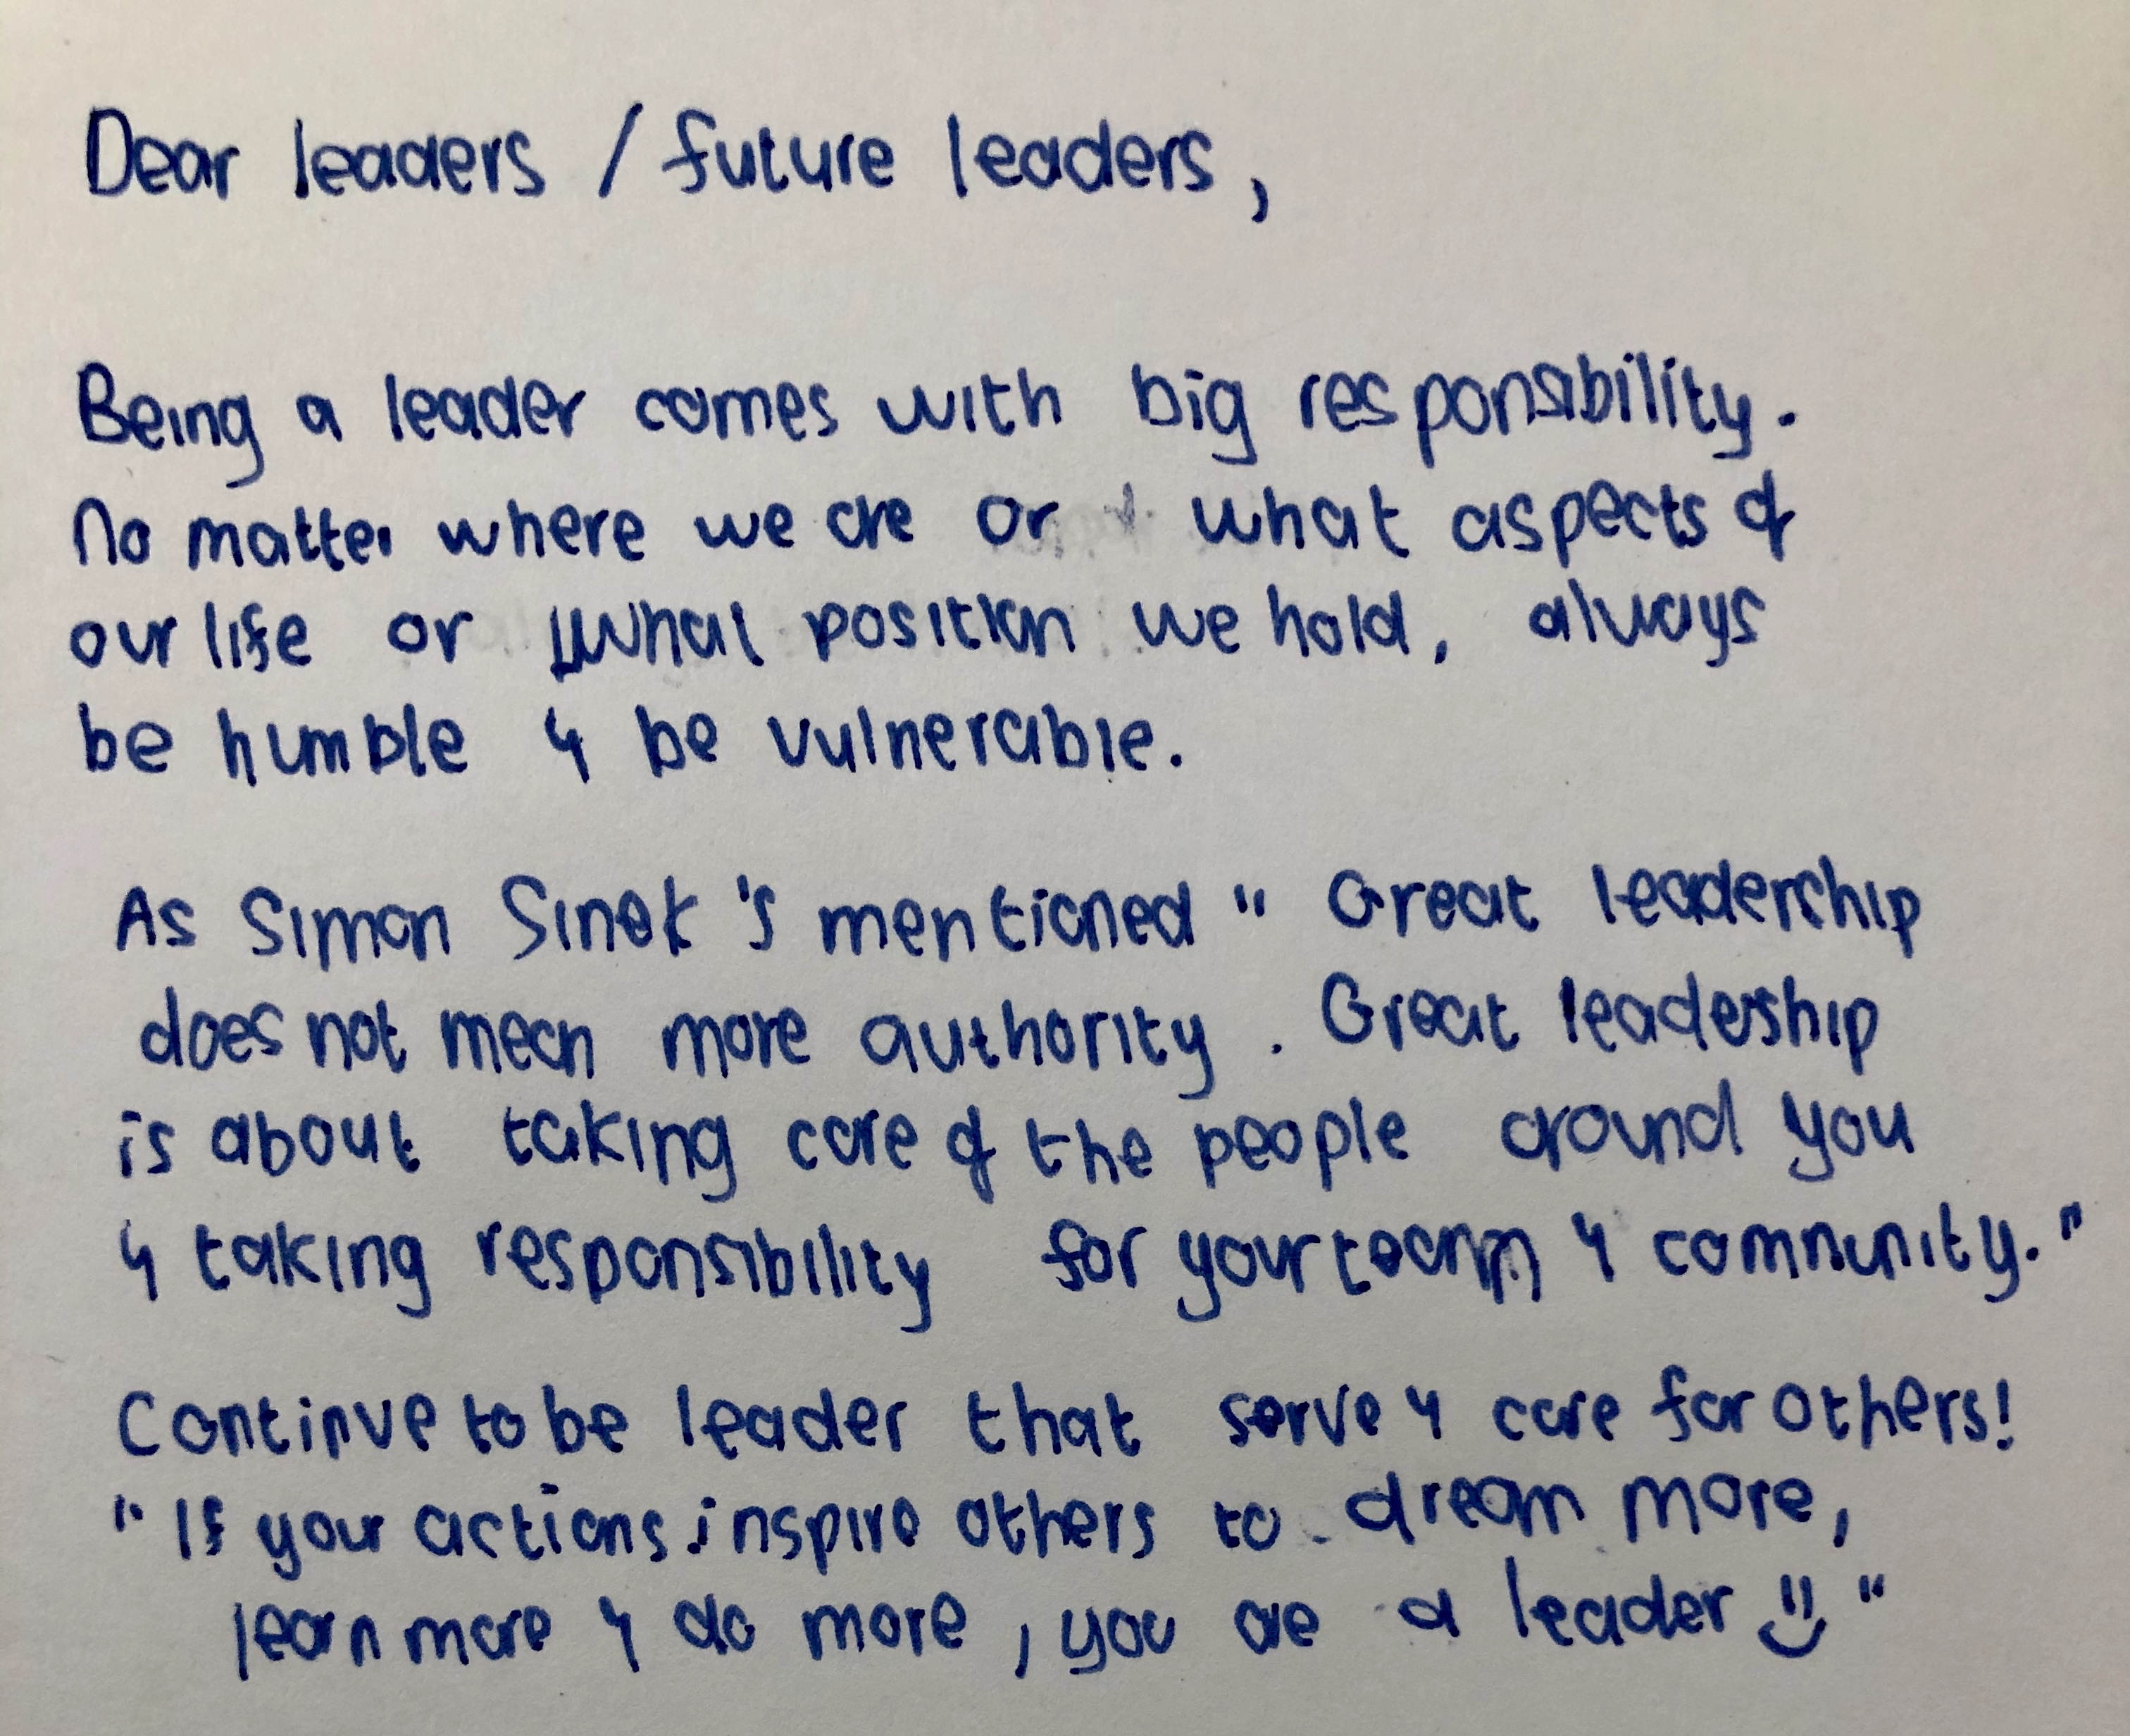 Dear leaders / future leaders,
Being a leader comes with big responsibility.
No matter where we are or what aspects of
our life or what position we hold, always
be humble & be vulnerable.
As Simon Sinek's mentioned " Great leadership
does not mean more authority. Great leadership
is about taking care of the people around you
& taking responsibility for your team & community."
Continue to be leader that serve & care for others!
"If your actions inspire others to dream more,
learn more & do more, you are a leader :)"